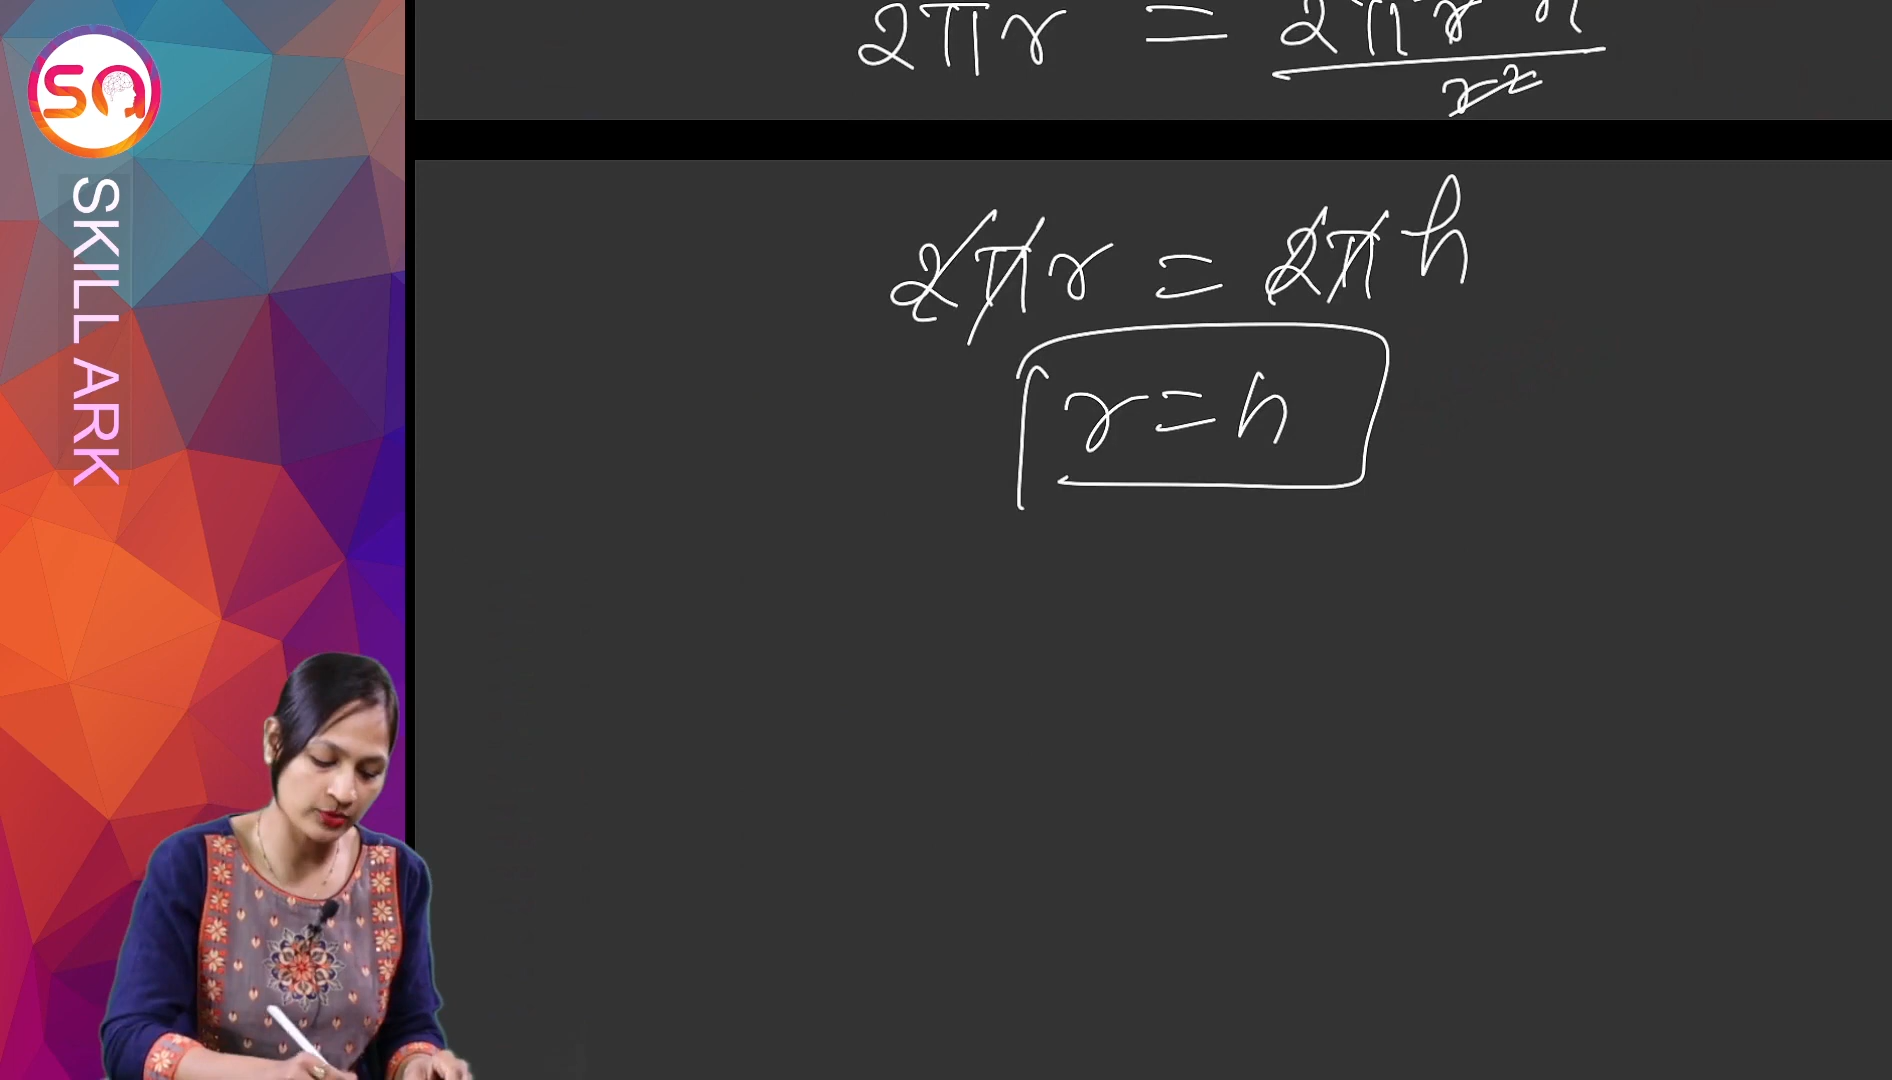 SKILL ARK
2πr = 2πr²h / r²
2πr = 2πh
r = h